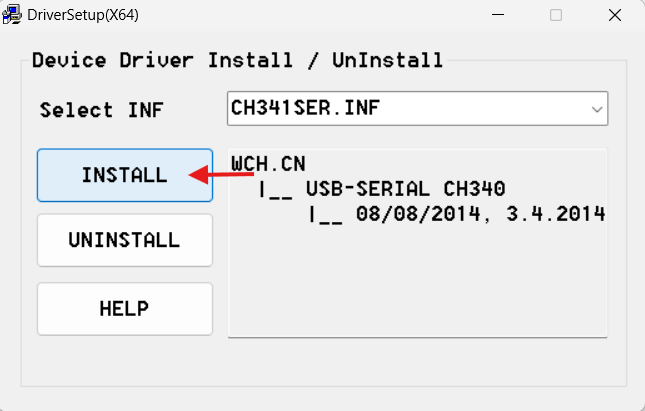 DriverSetup(X64)
Device Driver Install / UnInstall
Select INF
CH341SER.INF
INSTALL
WCH.CN
|__ USB-SERIAL CH340
|__ 08/08/2014, 3.4.2014
UNINSTALL
HELP